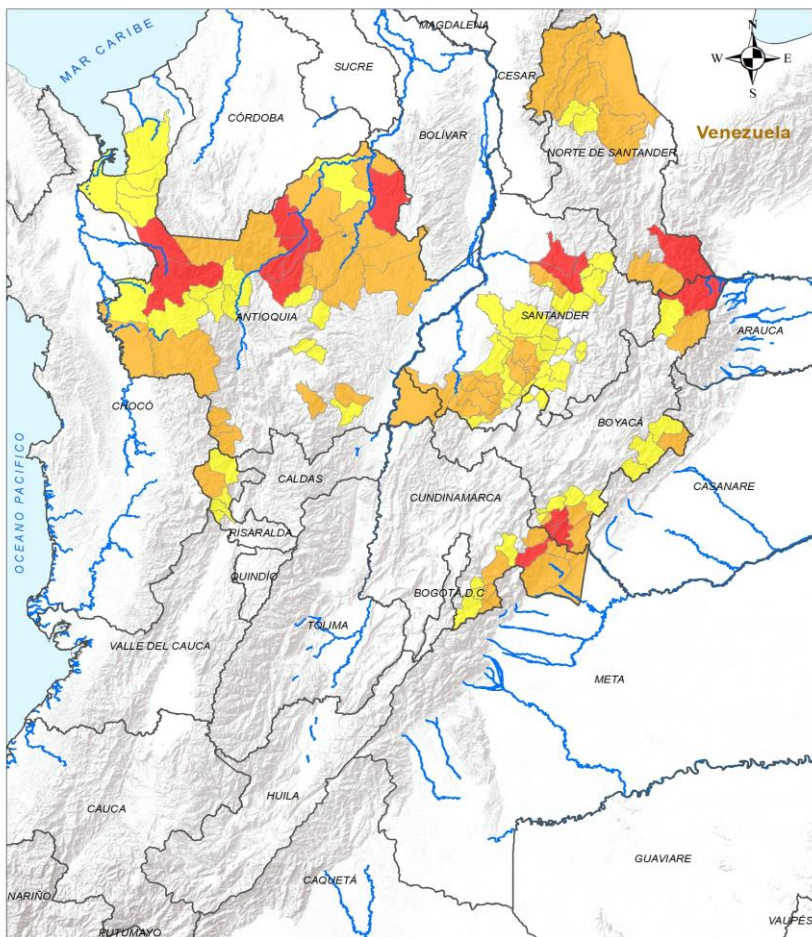 MAGDALENA
MAR CARIBE
N
W
E
S
SUCRE
CESAR
CÓRDOBA
BOLÍVAR
Venezuela
NORTE DE SANTANDER
ANTIOQUIA
SANTANDER
ARAUCA
CHOCÓ
BOYACÁ
CALDAS
CUNDINAMARCA
CASANARE
OCEANO PACIFICO
RISARALDA
QUINDÍO
BOGOTÁ D.C
TOLIMA
VALLE DEL CAUCA
META
HUILA
CAUCA
GUAVIARE
NARIÑO
CAQUETÁ
PUTUMAYO
VAUPÉS